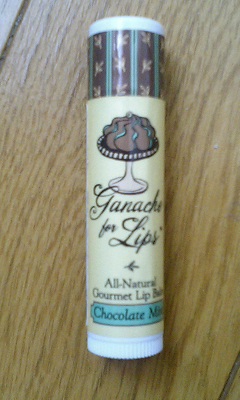 Ganache
for Lips
All-Natural
Gourmet Lip Balm
Chocolate Mint